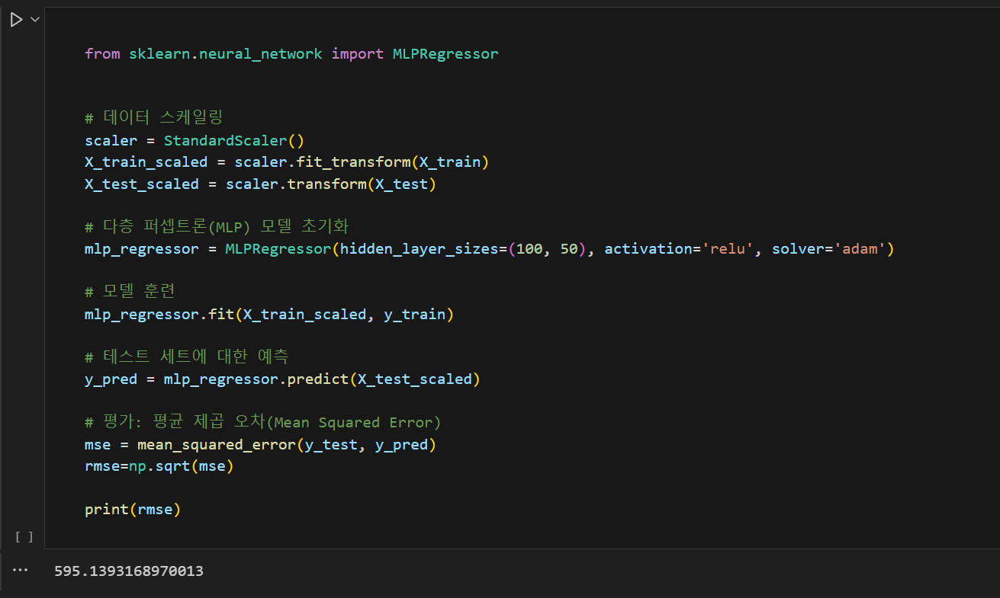 from sklearn.neural_network import MLPRegressor
# 데이터 스케일링
scaler = StandardScaler()
X_train_scaled = scaler.fit_transform(X_train)
X_test_scaled = scaler.transform(X_test)
# 다층 퍼셉트론(MLP) 모델 초기화
mlp_regressor = MLPRegressor(hidden_layer_sizes=(100, 50), activation='relu', solver='adam')
# 모델 훈련
mlp_regressor.fit(X_train_scaled, y_train)
# 테스트 세트에 대한 예측
y_pred = mlp_regressor.predict(X_test_scaled)
# 평가: 평균 제곱 오차(Mean Squared Error)
mse = mean_squared_error(y_test, y_pred)
rmse=np.sqrt(mse)
print(rmse)
[ ]
··· 595.1393168970013